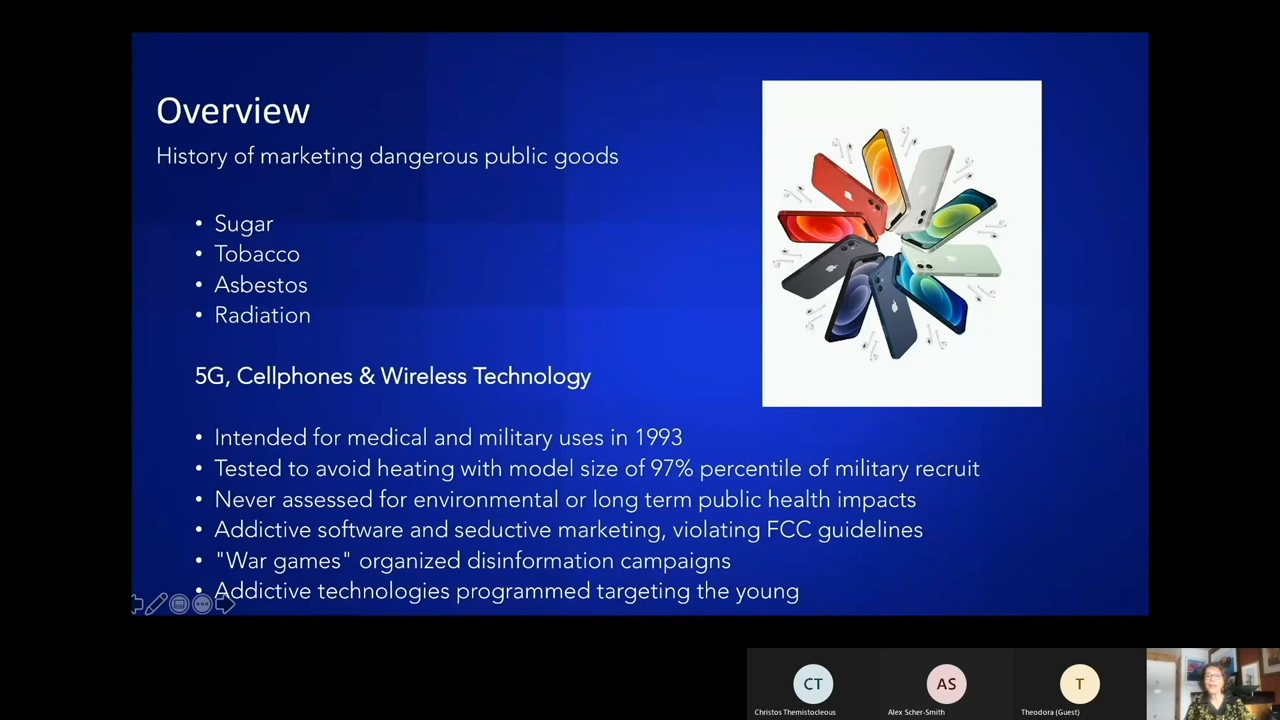 Overview
History of marketing dangerous public goods
• Sugar
• Tobacco
• Asbestos
• Radiation
5G, Cellphones & Wireless Technology
• Intended for medical and military uses in 1993
• Tested to avoid heating with model size of 97% percentile of military recruit
• Never assessed for environmental or long term public health impacts
• Addictive software and seductive marketing, violating FCC guidelines
• "War games" organized disinformation campaigns
• Addictive technologies programmed targeting the young
CT
AS
T
Christos Themistocleous
Alex Scher-Smith
Theodora (Guest)